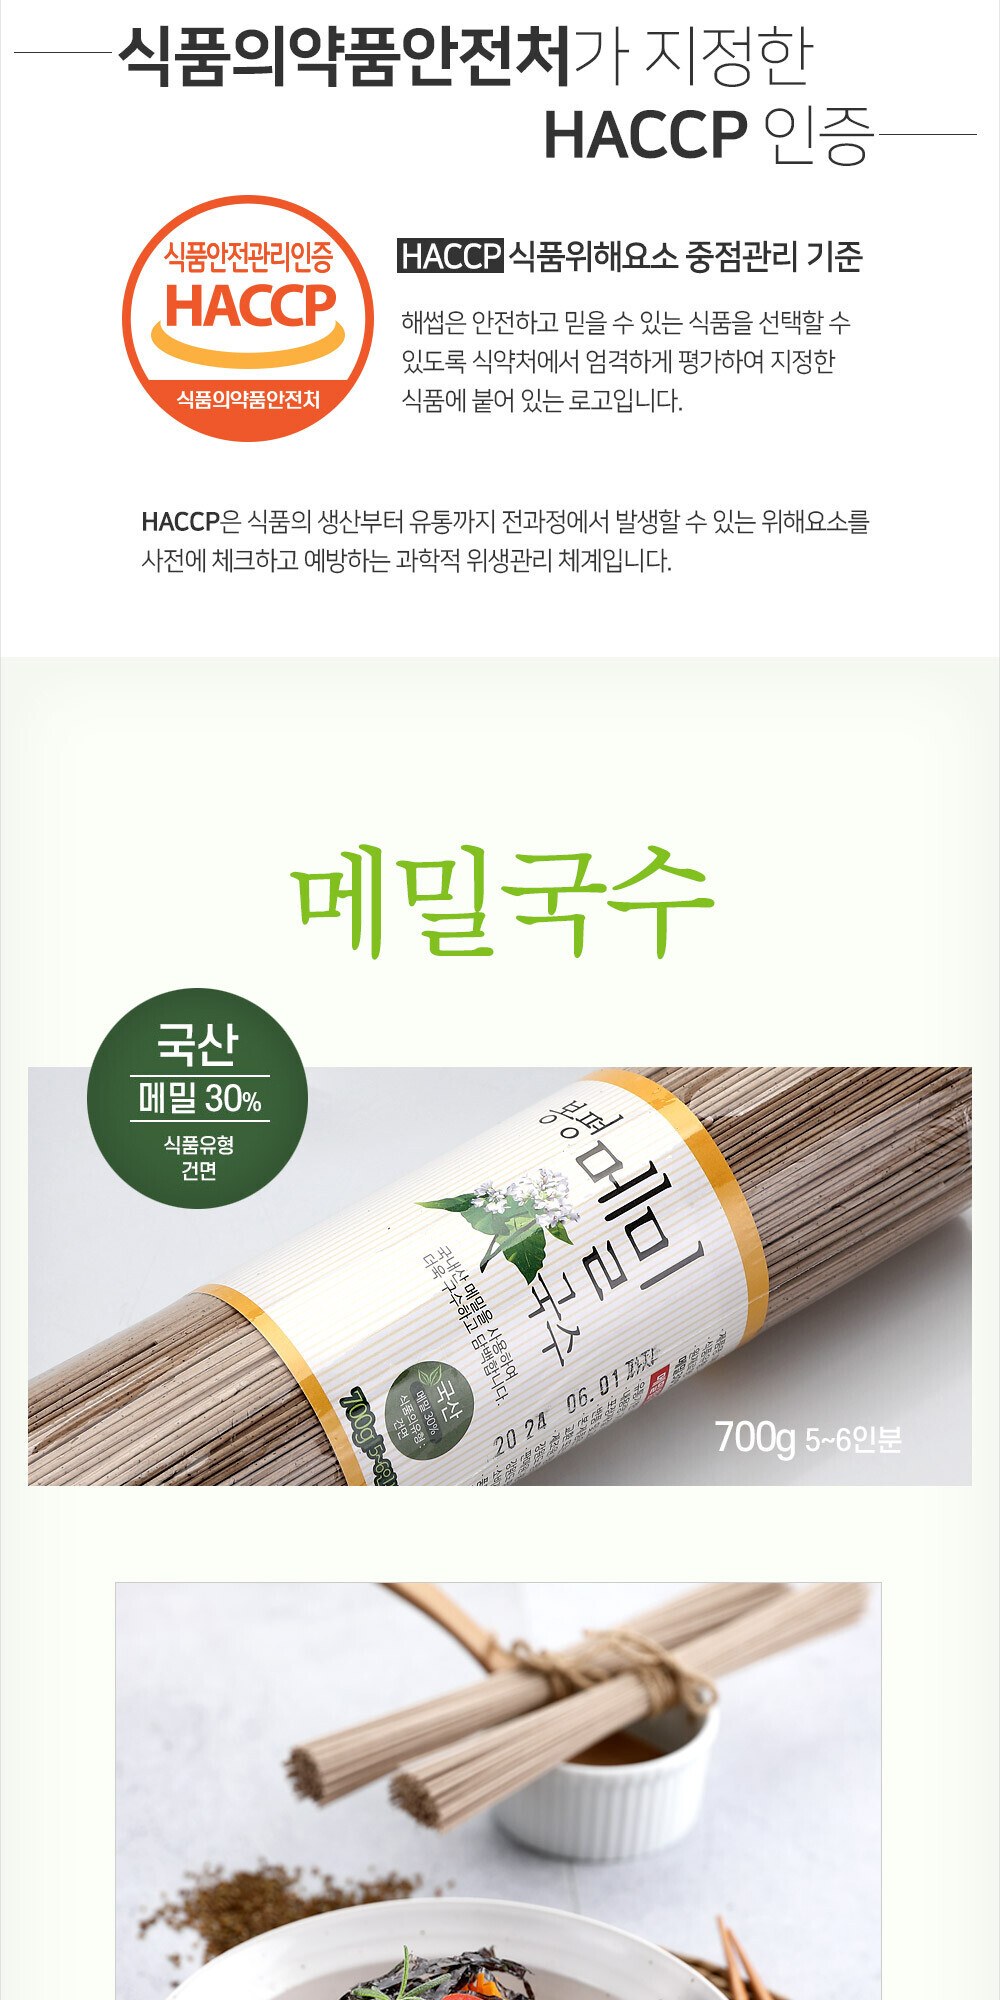 식품의약품안전처가 지정한
HACCP 인증
식품안전관리인증
HACCP
식품의약품안전처
HACCP 식품위해요소 중점관리 기준
해썹은 안전하고 믿을 수 있는 식품을 선택할 수
있도록 식약처에서 엄격하게 평가하여 지정한
식품에 붙어 있는 로고입니다.
HACCP은 식품의 생산부터 유통까지 전과정에서 발생할 수 있는 위해요소를
사전에 체크하고 예방하는 과학적 위생관리 체계입니다.
메밀국수
국산
메밀 30%
식품유형
건면
봉평
메밀
국수
국내산 메밀을 사용하여
더욱 구수하고 담백합니다.
국산
메밀 30%
식품의유형 :
건면
700g 5~6인
2024 06.01
700g 5~6인분